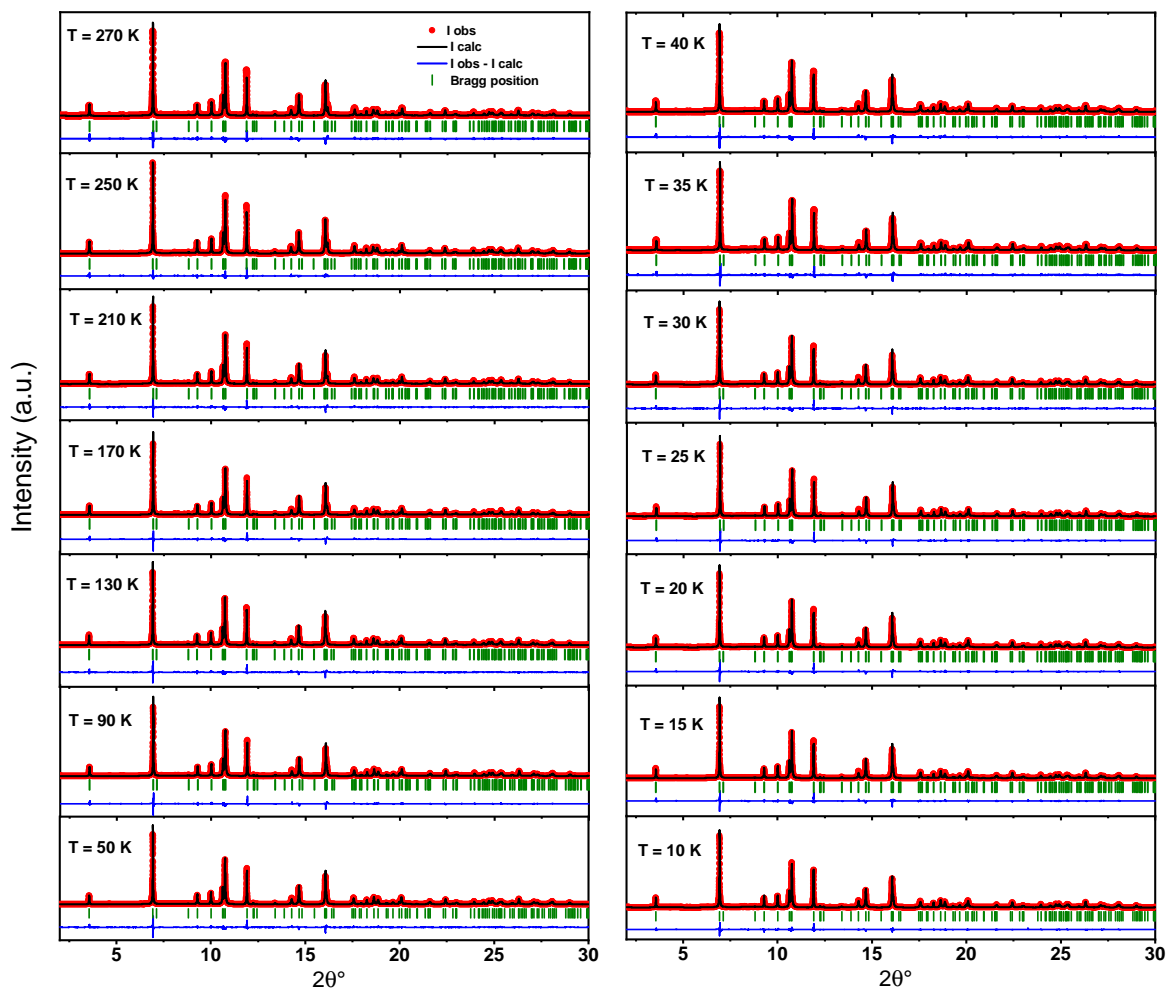 Intensity (a.u.)
T = 270 K
I obs
I calc
I obs - I calc
Bragg position
T = 250 K
T = 210 K
T = 170 K
T = 130 K
T = 90 K
T = 50 K
5 10 15 20 25 30
2θ°
T = 40 K
T = 35 K
T = 30 K
T = 25 K
T = 20 K
T = 15 K
T = 10 K
5 10 15 20 25 30
2θ°